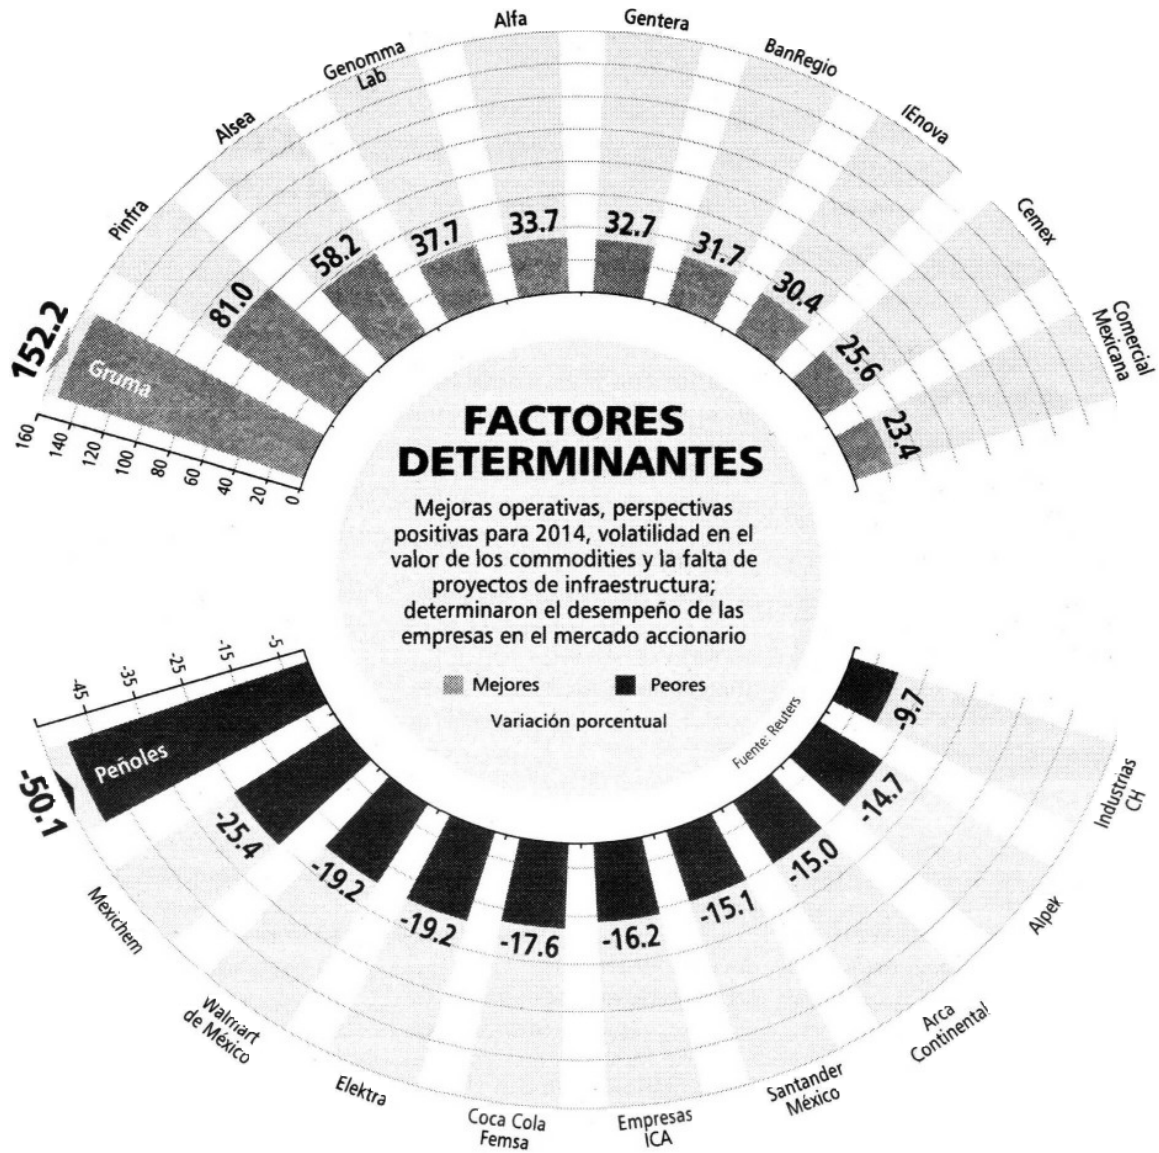 Alfa
Gentera
Genomma
Lab
BanRegio
Alsea
IEnova
Pinfra
Cemex
Comercial
Mexicana
152.2
Gruma
81.0
58.2
37.7
33.7
32.7
31.7
30.4
25.6
23.4
160
140
120
100
80
60
40
20
0
FACTORES
DETERMINANTES
Mejoras operativas, perspectivas
positivas para 2014, volatilidad en el
valor de los commodities y la falta de
proyectos de infraestructura;
determinaron el desempeño de las
empresas en el mercado accionario
Mejores
Peores
Variación porcentual
Fuente: Reuters
-45
-35
-25
-15
-5
Peñoles
-50.1
-25.4
-19.2
-19.2
-17.6
-16.2
-15.1
-15.0
-14.7
-9.7
Mexichem
Walmart
de México
Elektra
Coca Cola
Femsa
Empresas
ICA
Santander
México
Arca
Continental
Alpek
Industrias
CH